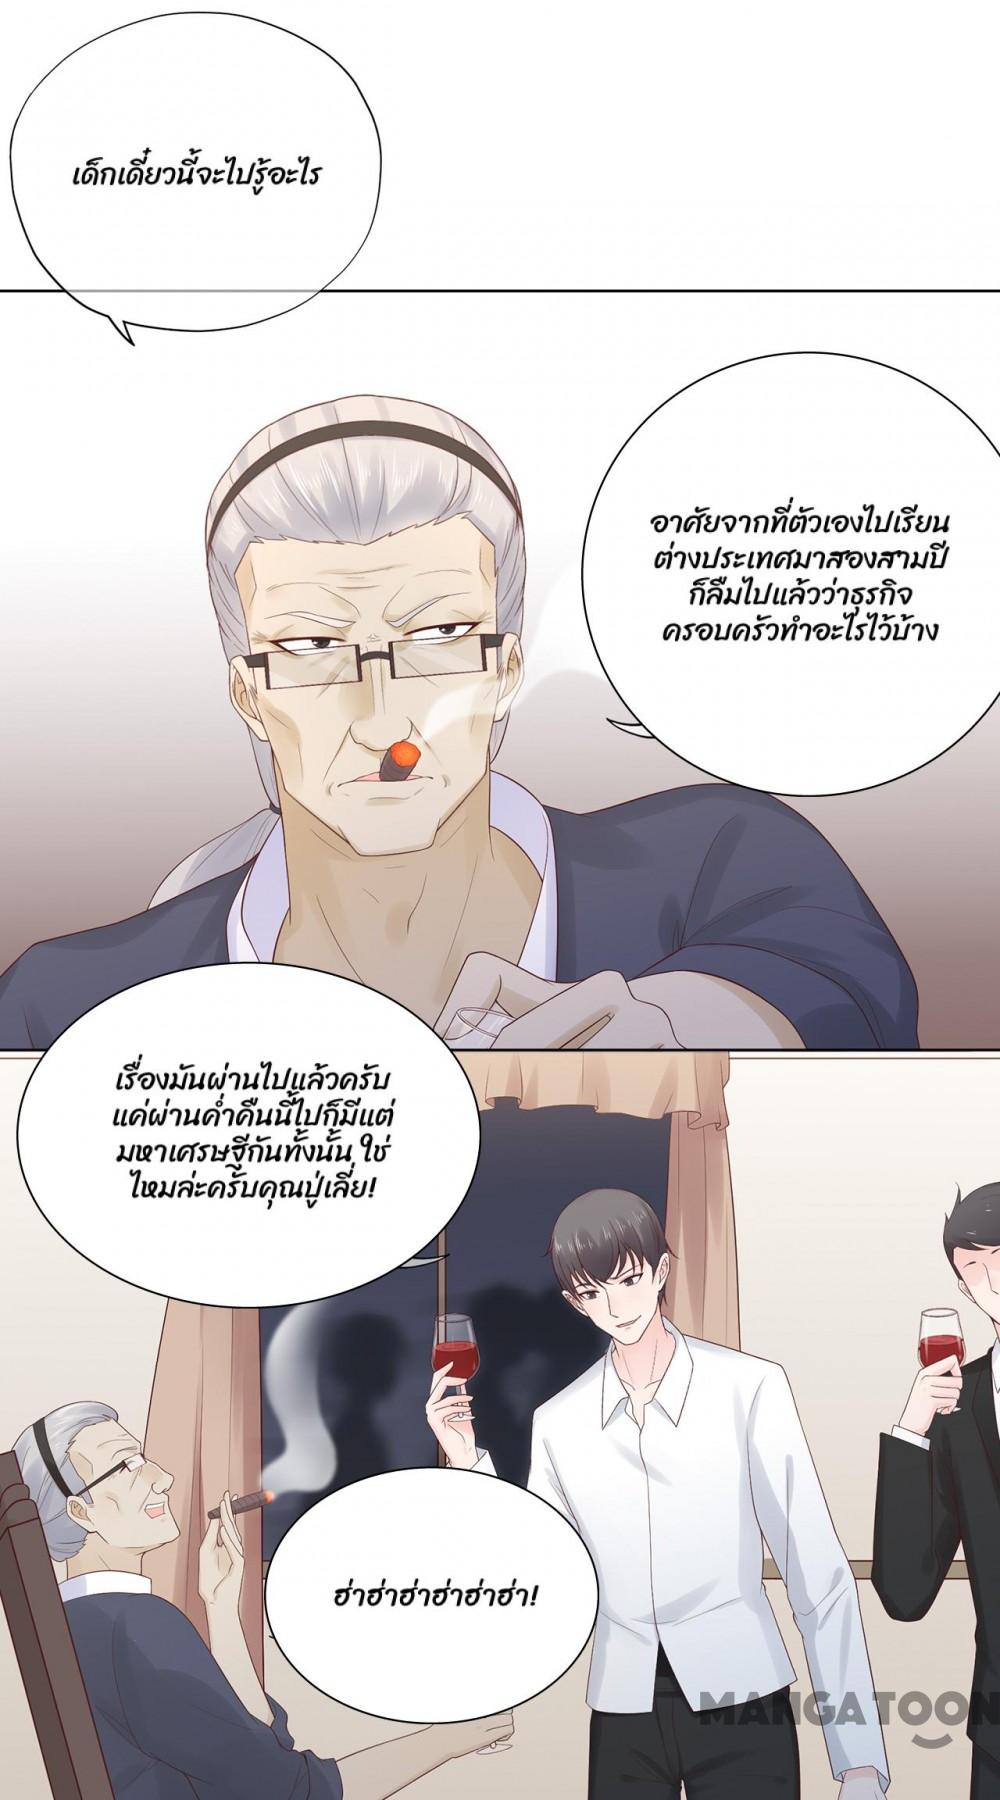 เด็กเดี๋ยวนี้จะไปรู้อะไร
อาศัยจากที่ตัวเองไปเรียน
ต่างประเทศมาสองสามปี
ก็ลืมไปแล้วว่าธุรกิจ
ครอบครัวทำอะไรไว้บ้าง
เรื่องมันผ่านไปแล้วครับ
แค่ผ่านค่ำคืนนี้ไปก็มีแต่
มหาเศรษฐีกันทั้งนั้น ใช่
ไหมล่ะครับคุณปู่เลี่ย!
ฮ่าฮ่าฮ่าฮ่าฮ่าฮ่า!
MANGATOON